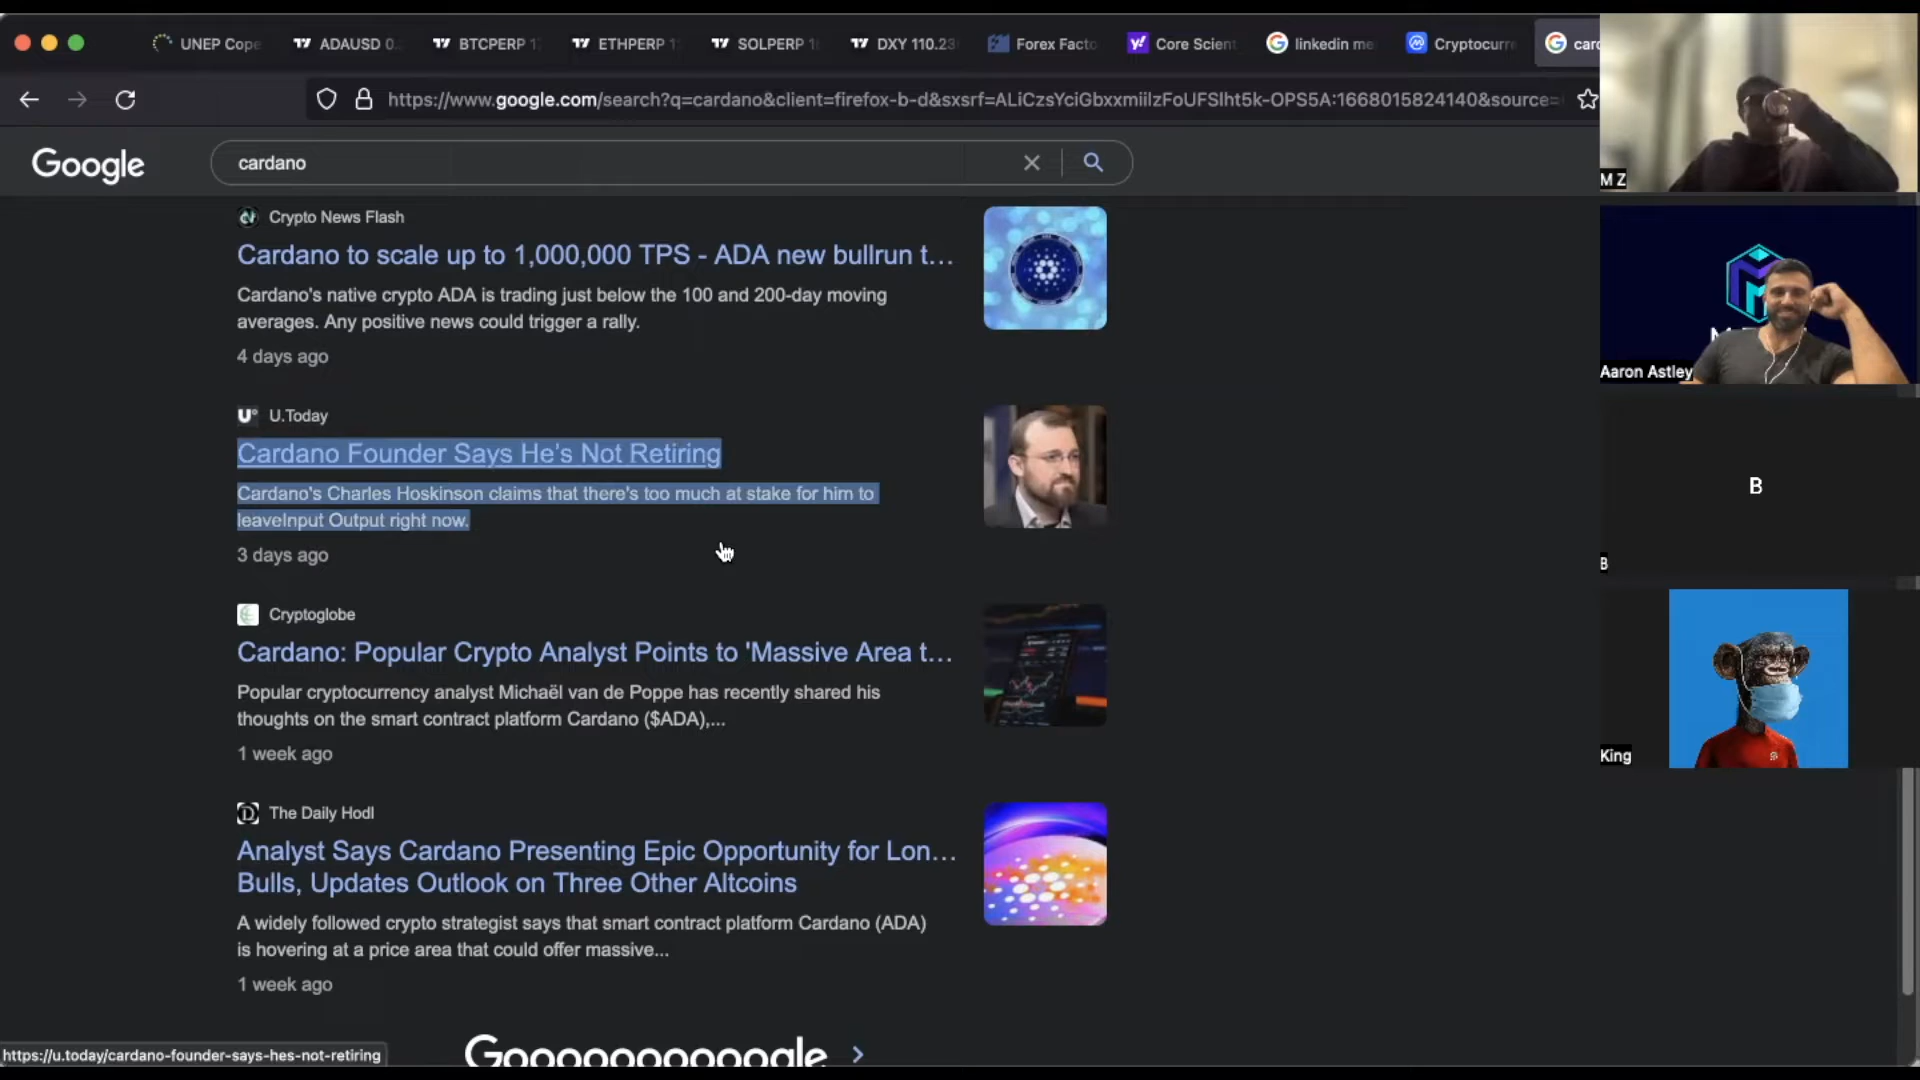 UNEP Cope
ADAUSD 0.
BTCPERP 1
ETHPERP 1
SOLPERP 1
DXY 110.23
Forex Facto
Core Scient
linkedin me
Cryptocurr
card
https://www.google.com/search?q=cardano&client=firefox-b-d&sxsrf=ALiCzsYciGbxxmiilzFoUFSlht5k-OPS5A:1668015824140&source=
Google
cardano
Crypto News Flash
Cardano to scale up to 1,000,000 TPS - ADA new bullrun t...
Cardano's native crypto ADA is trading just below the 100 and 200-day moving
averages. Any positive news could trigger a rally.
4 days ago
U.Today
Cardano Founder Says He's Not Retiring
Cardano's Charles Hoskinson claims that there's too much at stake for him to
leaveInput Output right now.
3 days ago
Cryptoglobe
Cardano: Popular Crypto Analyst Points to 'Massive Area t...
Popular cryptocurrency analyst Michaël van de Poppe has recently shared his
thoughts on the smart contract platform Cardano ($ADA),...
1 week ago
The Daily Hodl
Analyst Says Cardano Presenting Epic Opportunity for Lon...
Bulls, Updates Outlook on Three Other Altcoins
A widely followed crypto strategist says that smart contract platform Cardano (ADA)
is hovering at a price area that could offer massive...
1 week ago
https://u.today/cardano-founder-says-hes-not-retiring
Goooooooooogle
M Z
Aaron Astley
B
B
King